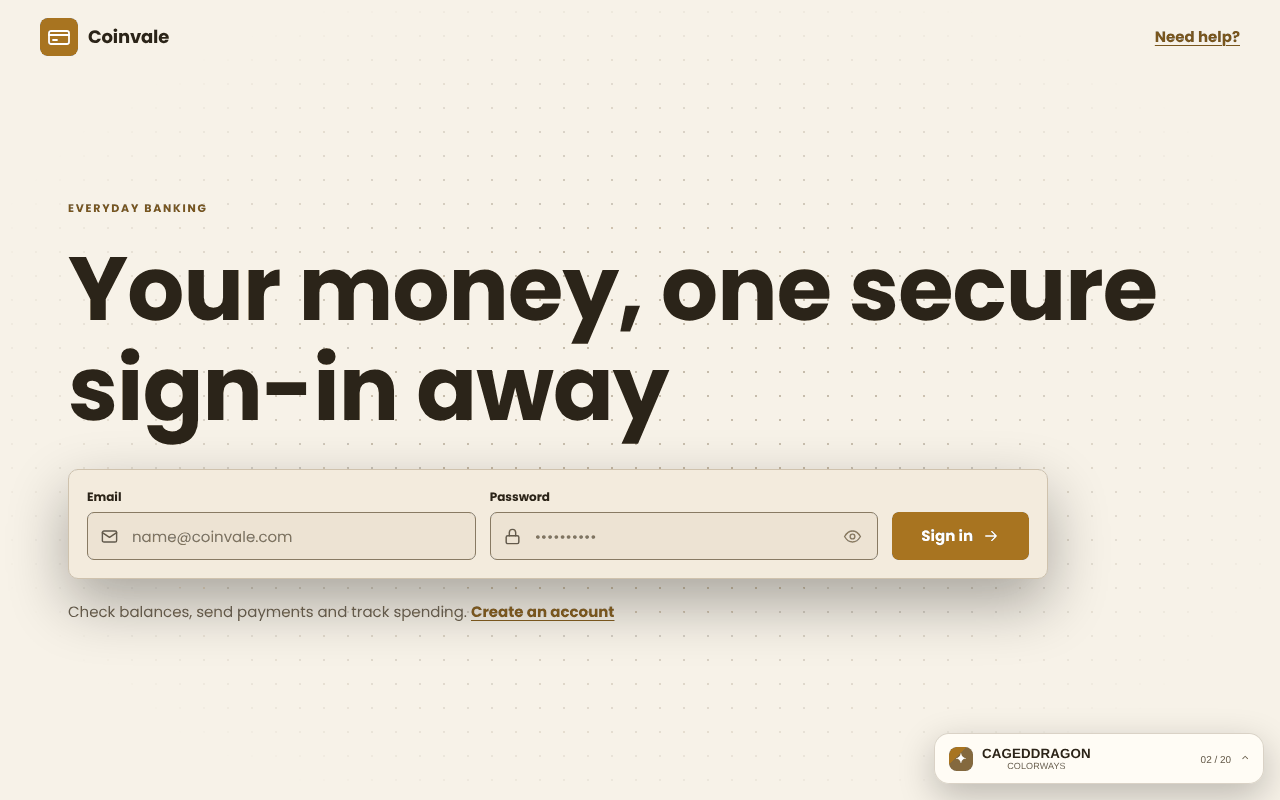 Coinvale
Need help?
EVERYDAY BANKING
Your money, one secure
sign-in away
Email
Password
name@coinvale.com
••••••••••
Sign in
Check balances, send payments and track spending. Create an account
CAGEDDRAGON
COLORWAYS
02 / 20